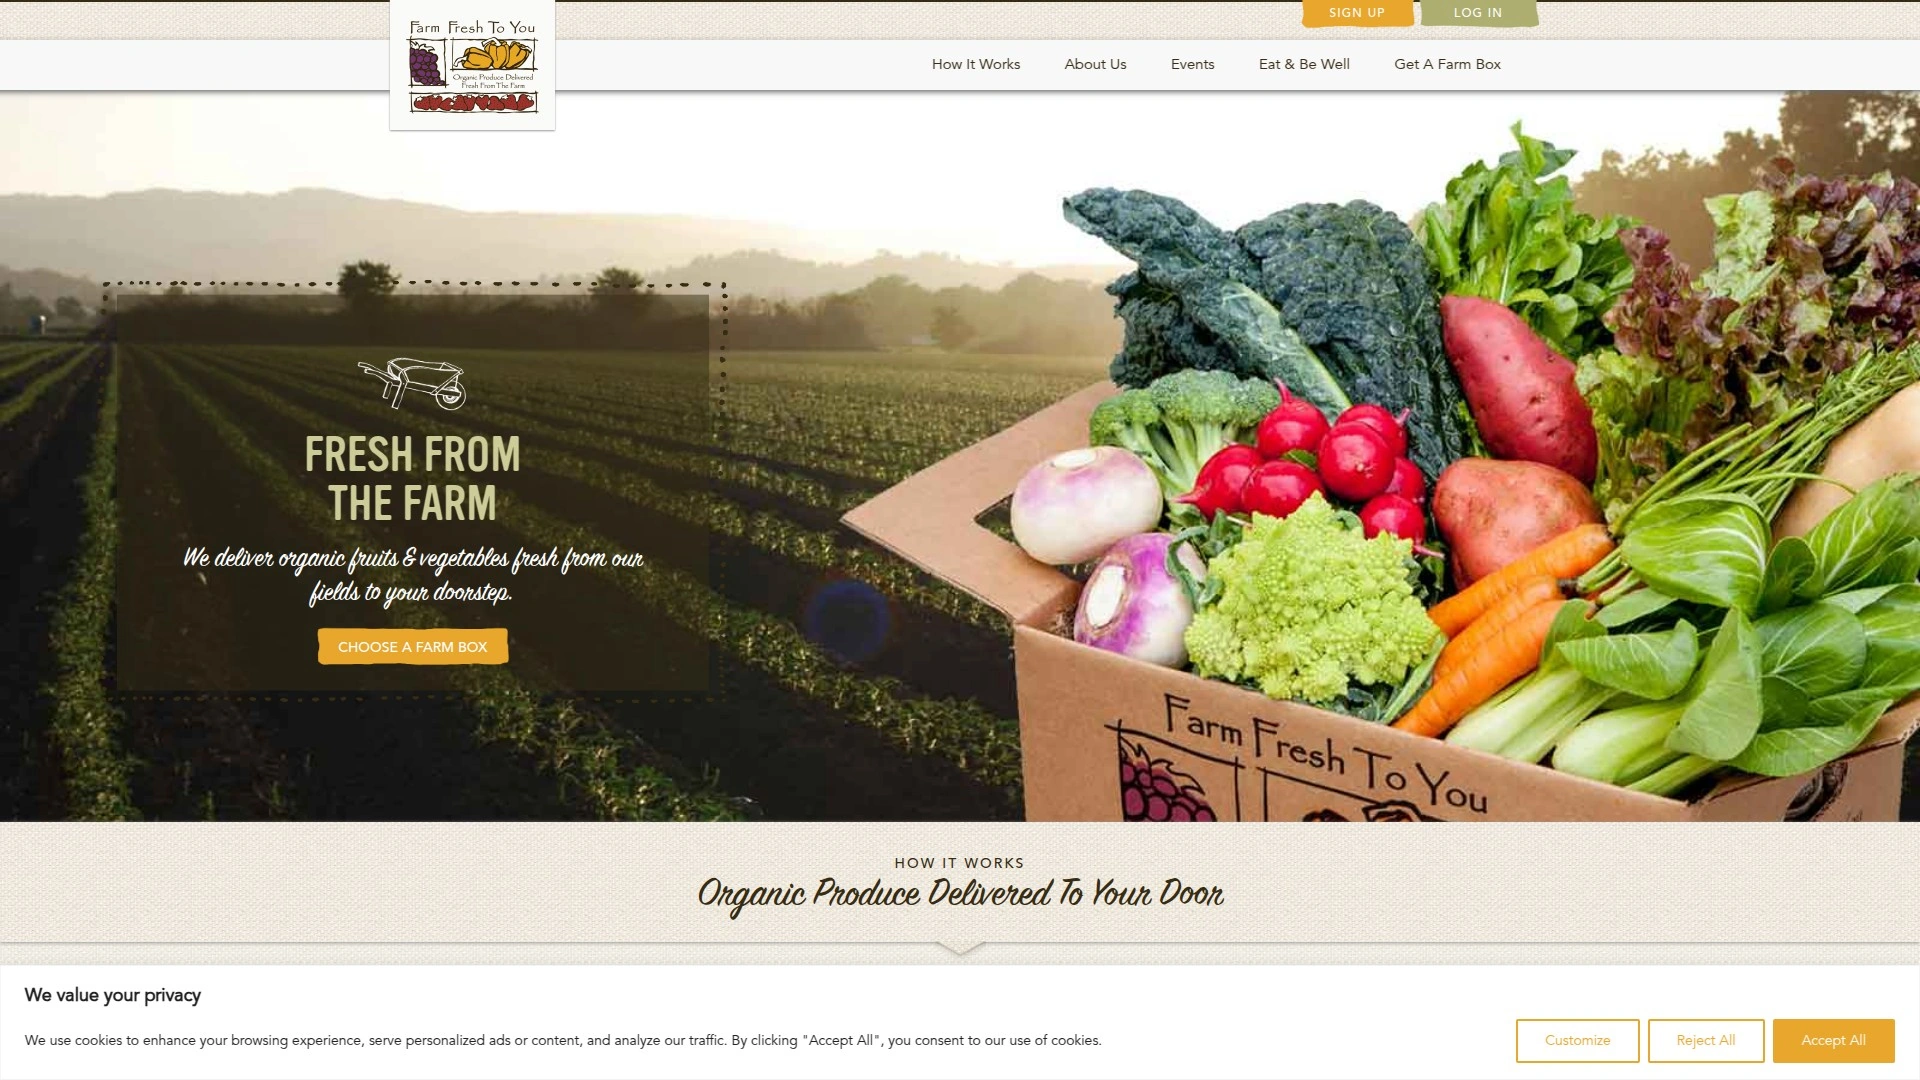 SIGN UP
LOG IN
Farm Fresh To You
Organic Produce Delivered
Fresh From The Farm
How It Works
About Us
Events
Eat & Be Well
Get A Farm Box
FRESH FROM
THE FARM
We deliver organic fruits & vegetables fresh from our
fields to your doorstep.
CHOOSE A FARM BOX
Farm Fresh To You
HOW IT WORKS
Organic Produce Delivered To Your Door
We value your privacy
We use cookies to enhance your browsing experience, serve personalized ads or content, and analyze our traffic. By clicking "Accept All", you consent to our use of cookies.
Customize
Reject All
Accept All